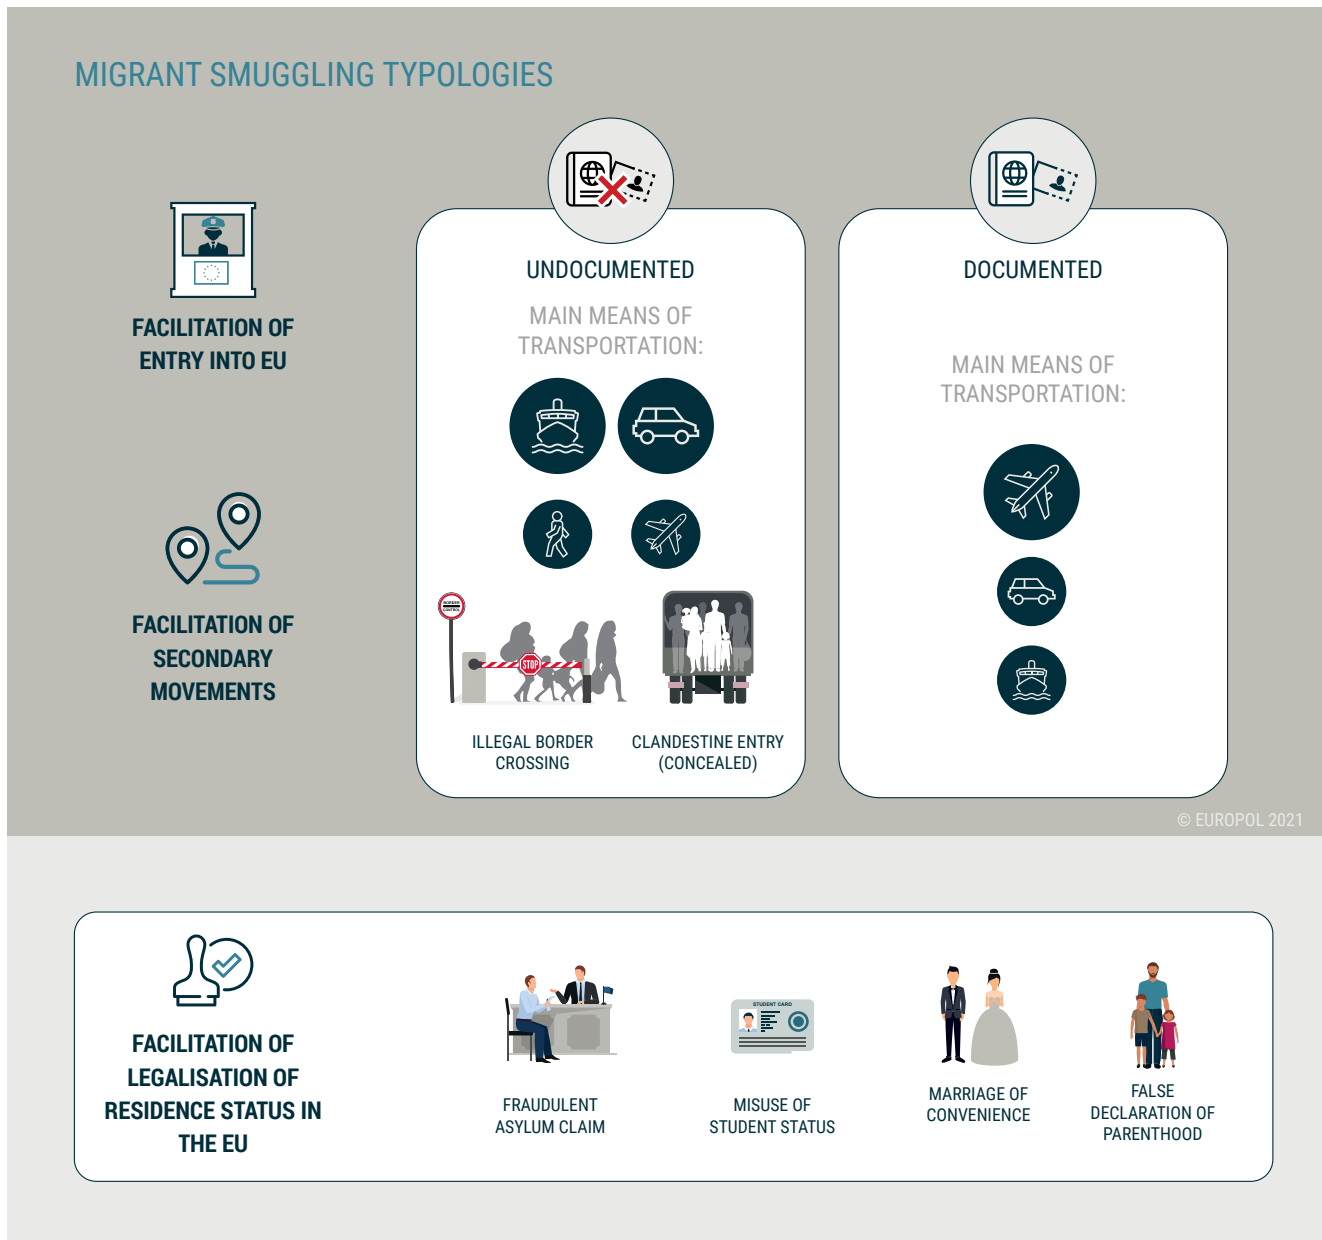 MIGRANT SMUGGLING TYPOLOGIES
FACILITATION OF
ENTRY INTO EU
FACILITATION OF
SECONDARY
MOVEMENTS
UNDOCUMENTED
MAIN MEANS OF
TRANSPORTATION:
BORDER
CONTROL
STOP
ILLEGAL BORDER
CROSSING
CLANDESTINE ENTRY
(CONCEALED)
DOCUMENTED
MAIN MEANS OF
TRANSPORTATION:
© EUROPOL 2021
FACILITATION OF
LEGALISATION OF
RESIDENCE STATUS IN
THE EU
FRAUDULENT
ASYLUM CLAIM
STUDENT CARD
MISUSE OF
STUDENT STATUS
MARRIAGE OF
CONVENIENCE
FALSE
DECLARATION OF
PARENTHOOD